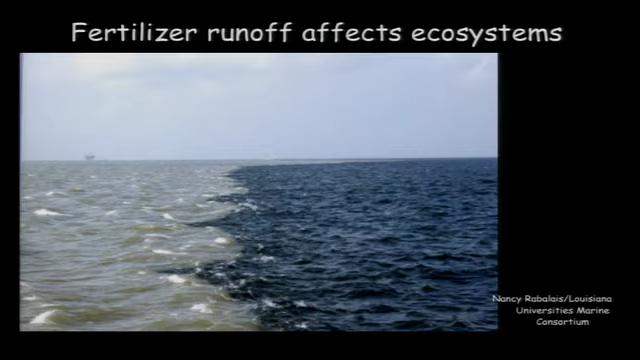 Fertilizer runoff affects ecosystems
Nancy Rabalais/Louisiana
Universities Marine
Consortium